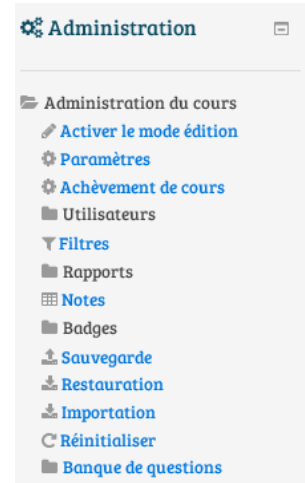 Administration
Administration du cours
Activer le mode édition
Paramètres
Achèvement de cours
Utilisateurs
Filtres
Rapports
Notes
Badges
Sauvegarde
Restauration
Importation
Réinitialiser
Banque de questions